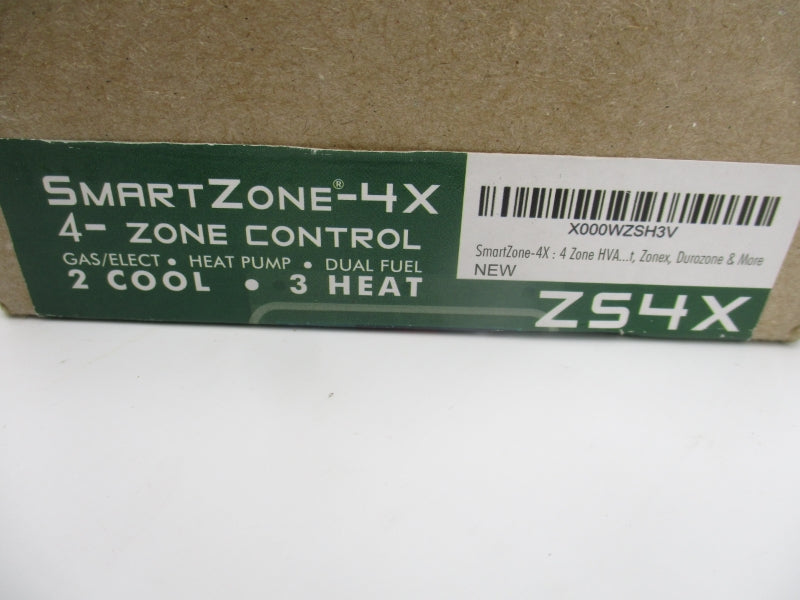 SMARTZONE®-4X
4- ZONE CONTROL
GAS/ELECT • HEAT PUMP • DUAL FUEL
2 COOL • 3 HEAT
X000WZSH3V
SmartZone-4X : 4 Zone HVA...t, Zonex, Durozone & More
NEW
ZS4X